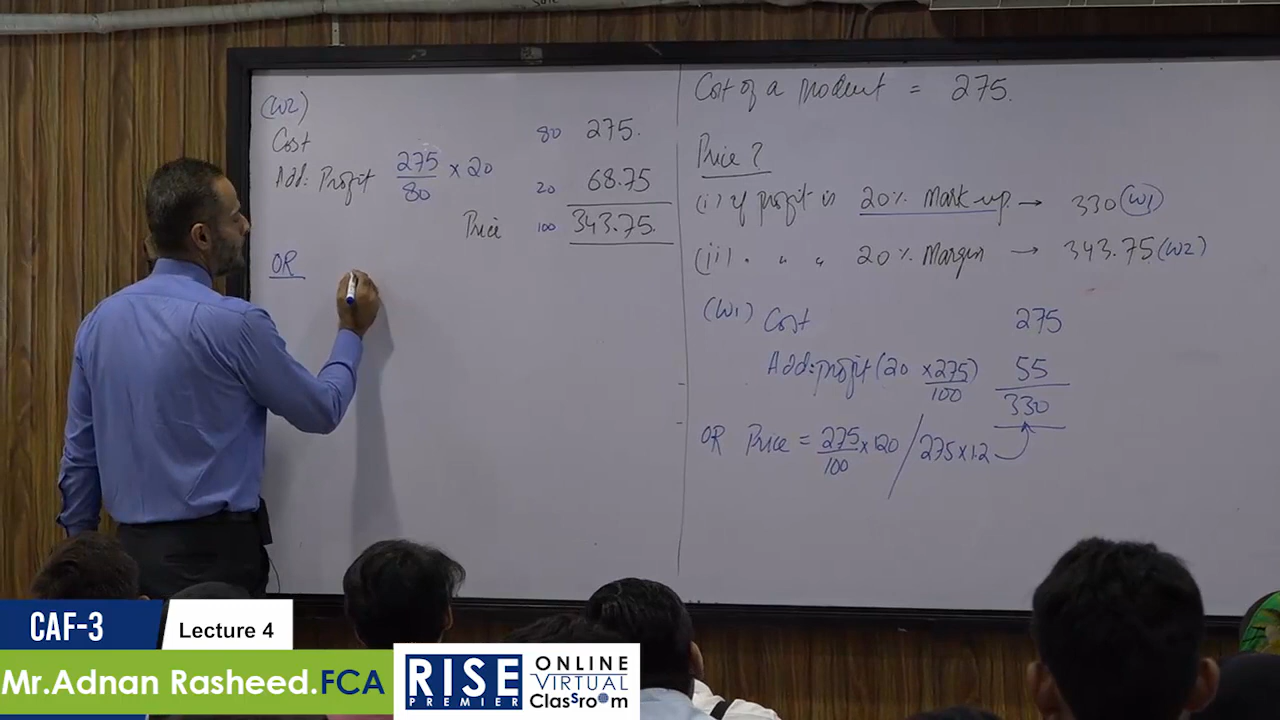 (W2)
Cost 80 275.
Add: Profit 275/80 × 20 20 68.75
Price 100 343.75.
OR
Cost of a product = 275.
Price ?
(i) if profit is 20% Mark up. → 330 (W1)
(ii) " " " 20% Margin → 343.75 (W2)
(W1) Cost 275
Add: profit (20 × 275/100) 55
330
OR Price = 275/100 × 120 / 275 × 1.2
CAF-3
Lecture 4
Mr.Adnan Rasheed.FCA
RISE
PREMIER
ONLINE
VIRTUAL
Classroom